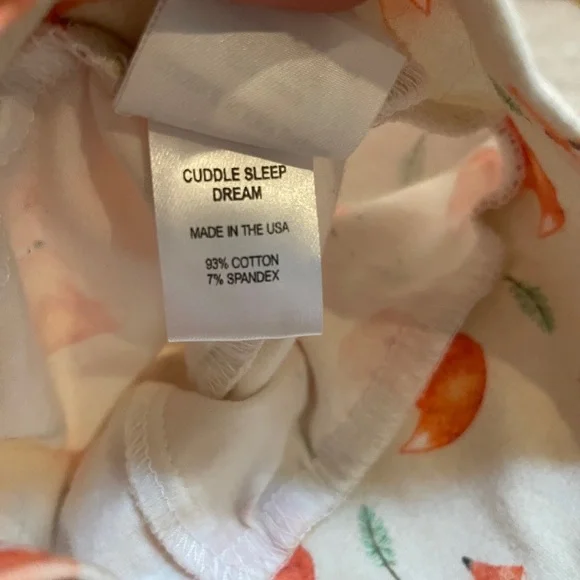 CUDDLE SLEEP
DREAM
MADE IN THE USA
93% COTTON
7% SPANDEX